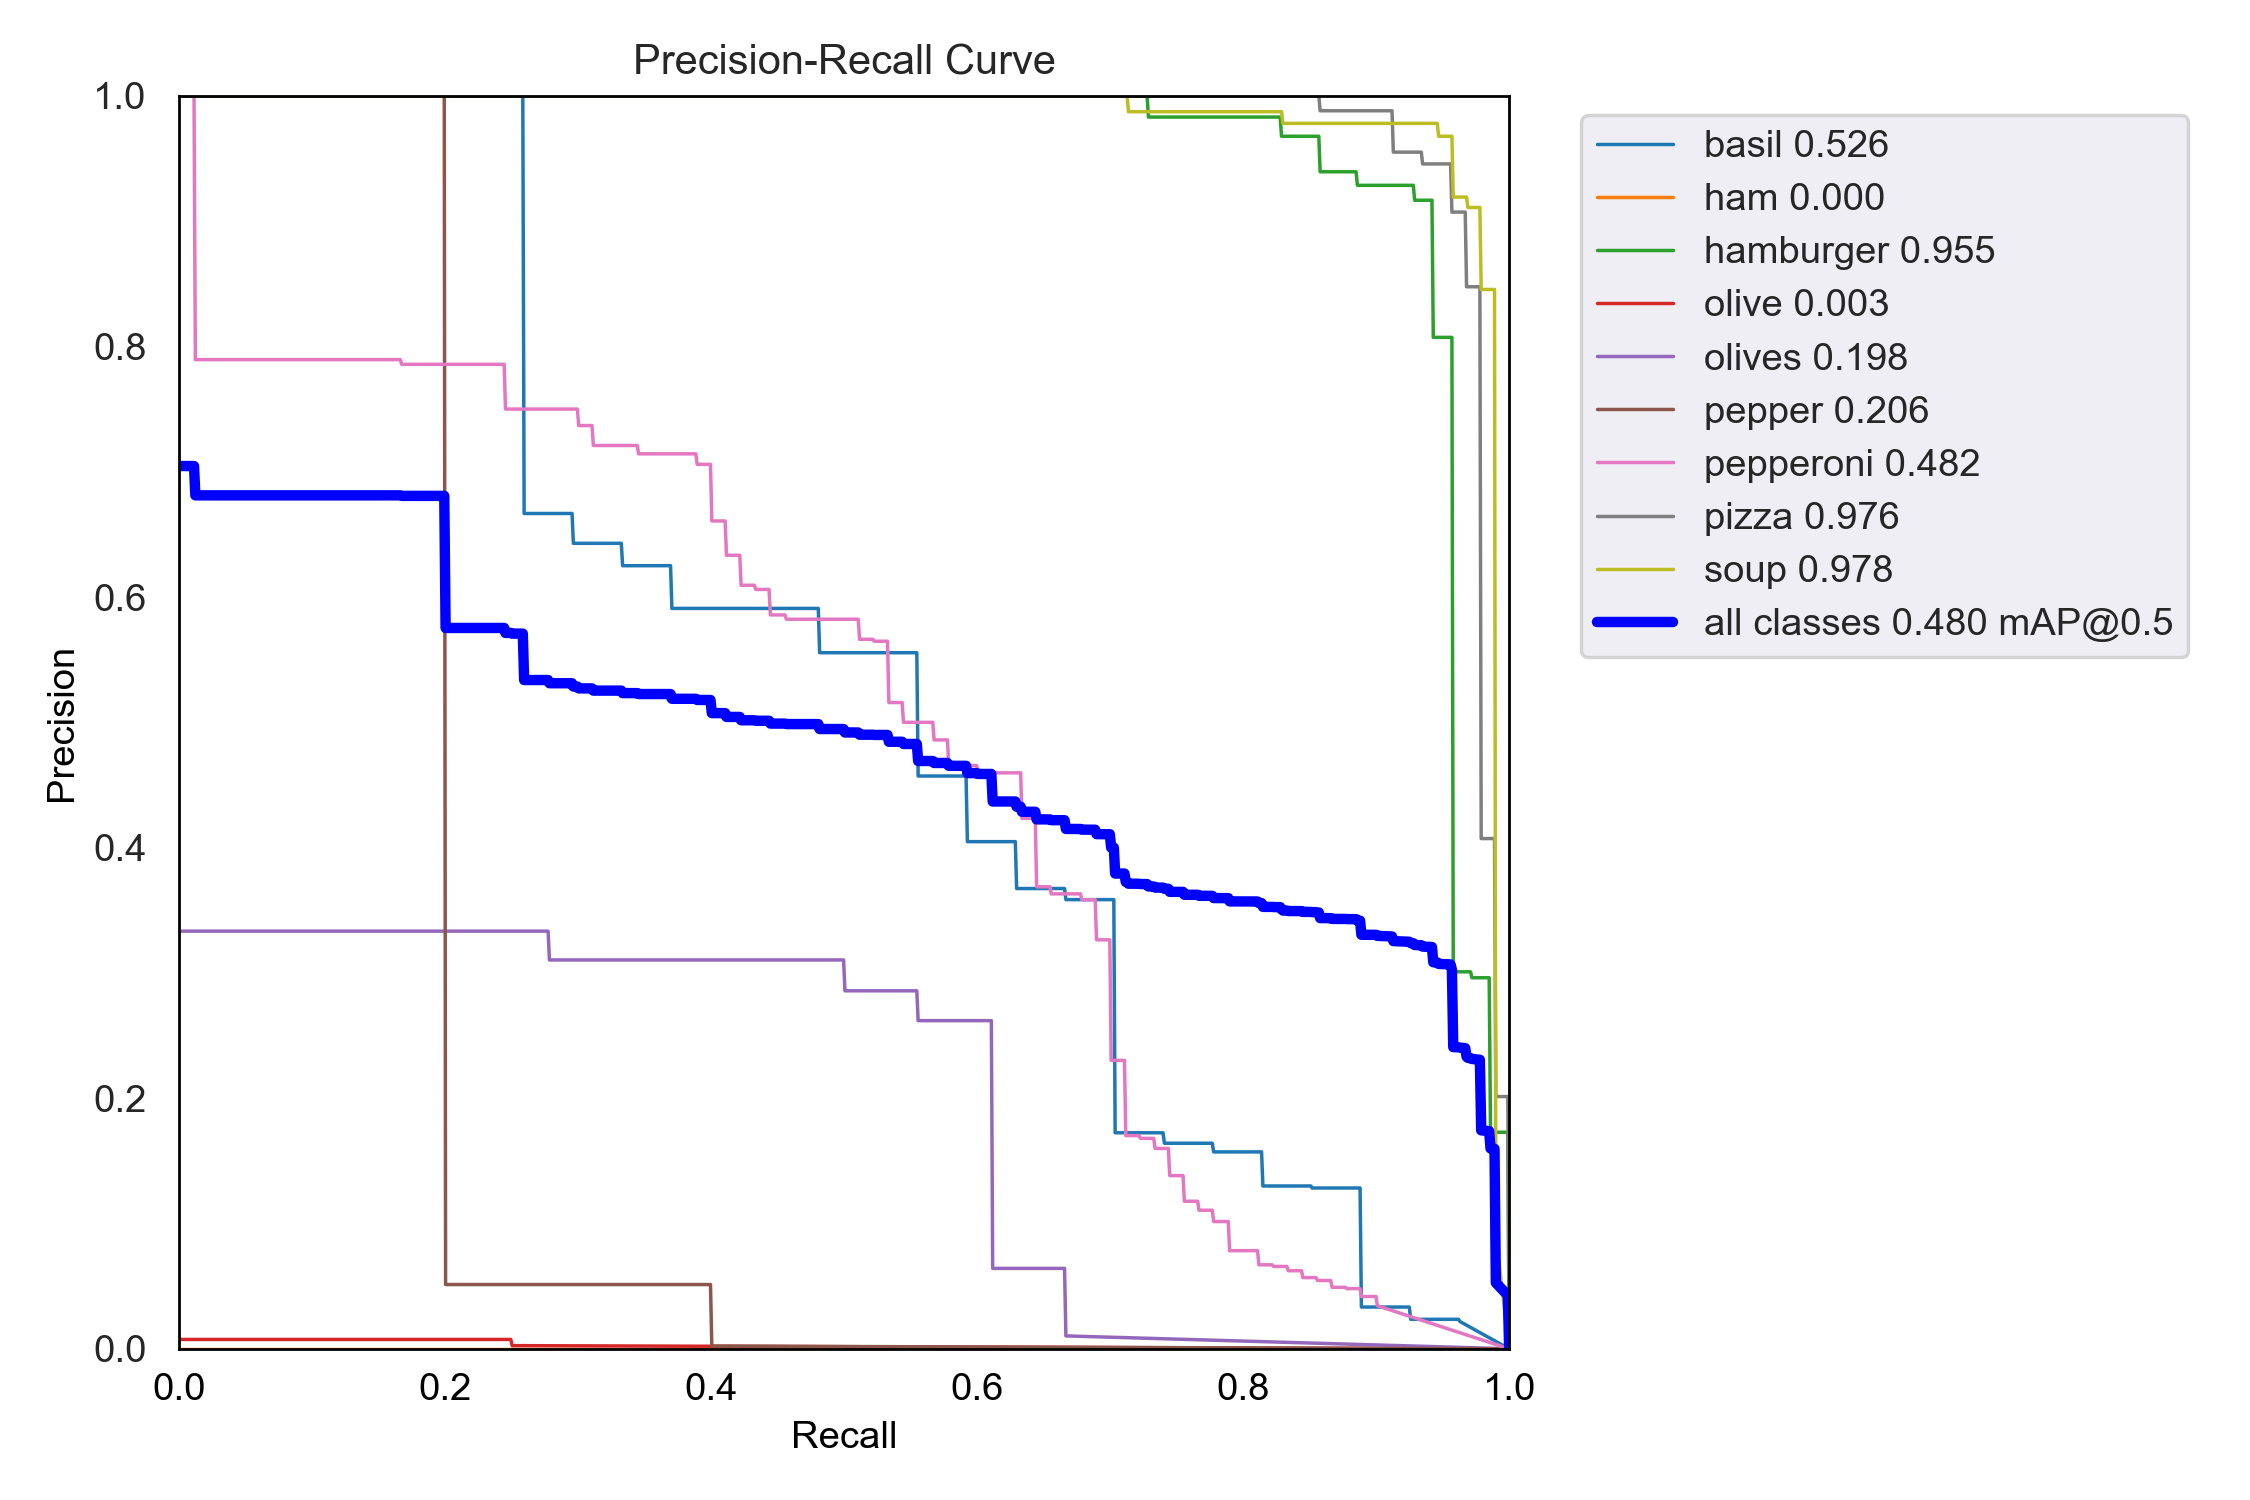 Precision-Recall Curve
1.0
0.8
0.6
0.4
0.2
0.0
Precision
0.0 0.2 0.4 0.6 0.8 1.0
Recall
basil 0.526
ham 0.000
hamburger 0.955
olive 0.003
olives 0.198
pepper 0.206
pepperoni 0.482
pizza 0.976
soup 0.978
all classes 0.480 mAP@0.5